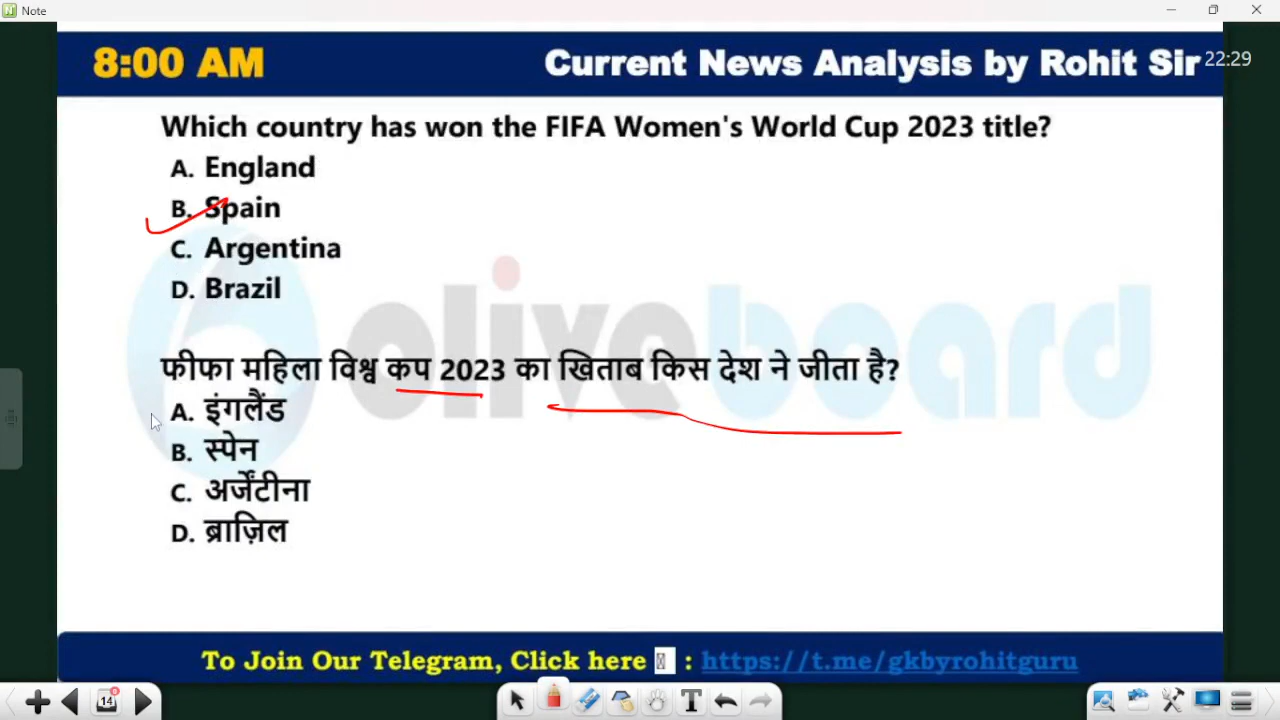 Note
8:00 AM
Current News Analysis by Rohit Sir
22:29
Which country has won the FIFA Women's World Cup 2023 title?
A. England
B. Spain
C. Argentina
D. Brazil
oliveboard
फीफा महिला विश्व कप 2023 का खिताब किस देश ने जीता है?
A. इंगलैंड
B. स्पेन
C. अर्जेंटीना
D. ब्राज़िल
To Join Our Telegram, Click here : https://t.me/gkbyrohitguru
14
T